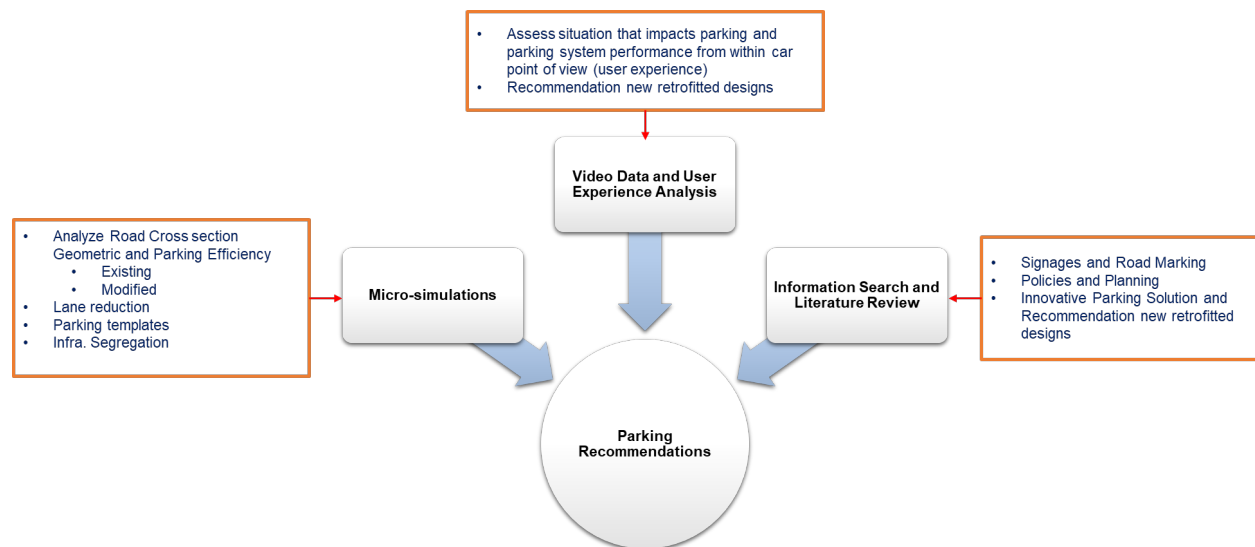 • Assess situation that impacts parking and
parking system performance from within car
point of view (user experience)
• Recommendation new retrofitted designs
Video Data and User
Experience Analysis
• Analyze Road Cross section
Geometric and Parking Efficiency
• Existing
• Modified
• Lane reduction
• Parking templates
• Infra. Segregation
Micro-simulations
Information Search and
Literature Review
• Signages and Road Marking
• Policies and Planning
• Innovative Parking Solution and
Recommendation new retrofitted
designs
Parking
Recommendations